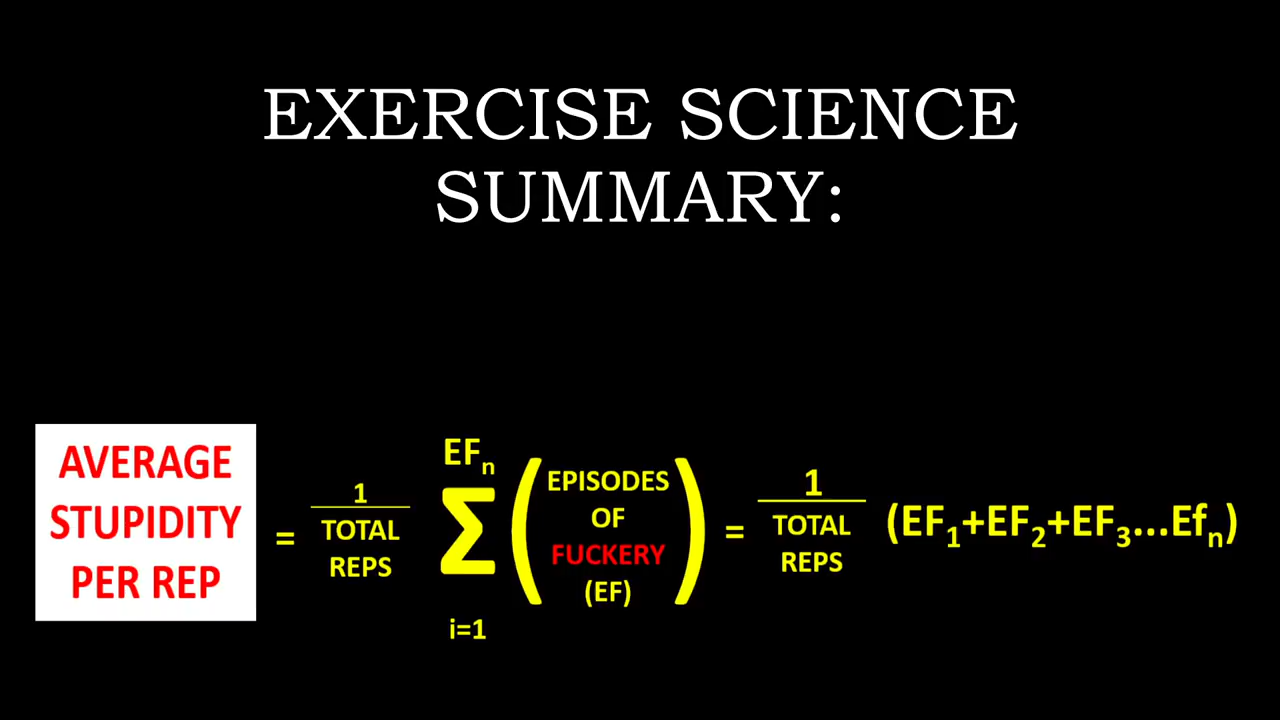 EXERCISE SCIENCE
SUMMARY:
AVERAGE
STUPIDITY
PER REP
=
1
TOTAL
REPS
EFn
Σ
i=1
(EPISODES
OF
FUCKERY
(EF))
=
1
TOTAL
REPS
(EF1+EF2+EF3...Efn)